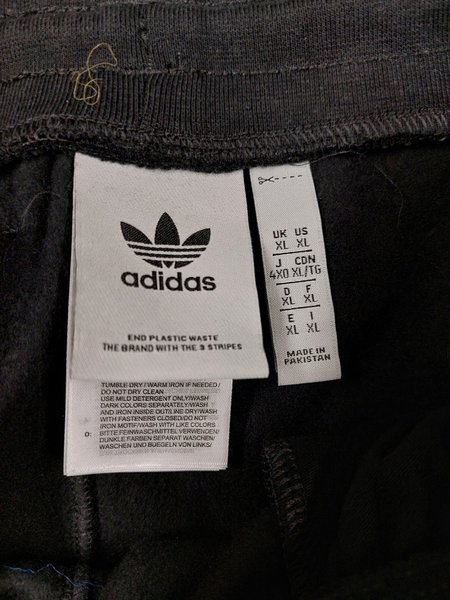 adidas
END PLASTIC WASTE
THE BRAND WITH THE 3 STRIPES
TUMBLE DRY/WARM IRON IF NEEDED/
DO NOT DRY CLEAN
USE MILD DETERGENT ONLY/WASH
DARK COLORS SEPARATELY/WASH
AND IRON INSIDE OUT/LINE DRY/WASH
WITH FASTENERS CLOSED/DO NOT
IRON MOTIF/WASH WITH LIKE COLORS
D: BITTE FEINWASCHMITTEL VERWENDEN/
DUNKLE FARBEN SEPARAT WASCHEN/
WASCHEN UND BUEGELN VON LINKS/
UK US
XL XL
J CDN
4XO XL/TG
D F
XL XL
E I
XL XL
MADE IN
PAKISTAN